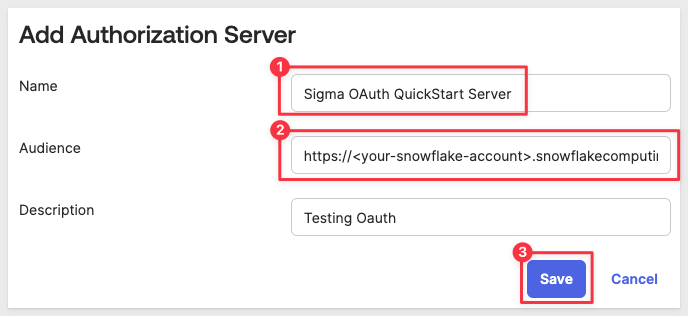 Add Authorization Server
1
Name
Sigma OAuth QuickStart Server
2
Audience
https://<your-snowflake-account>.snowflakecomputin
Description
Testing Oauth
3
Save
Cancel